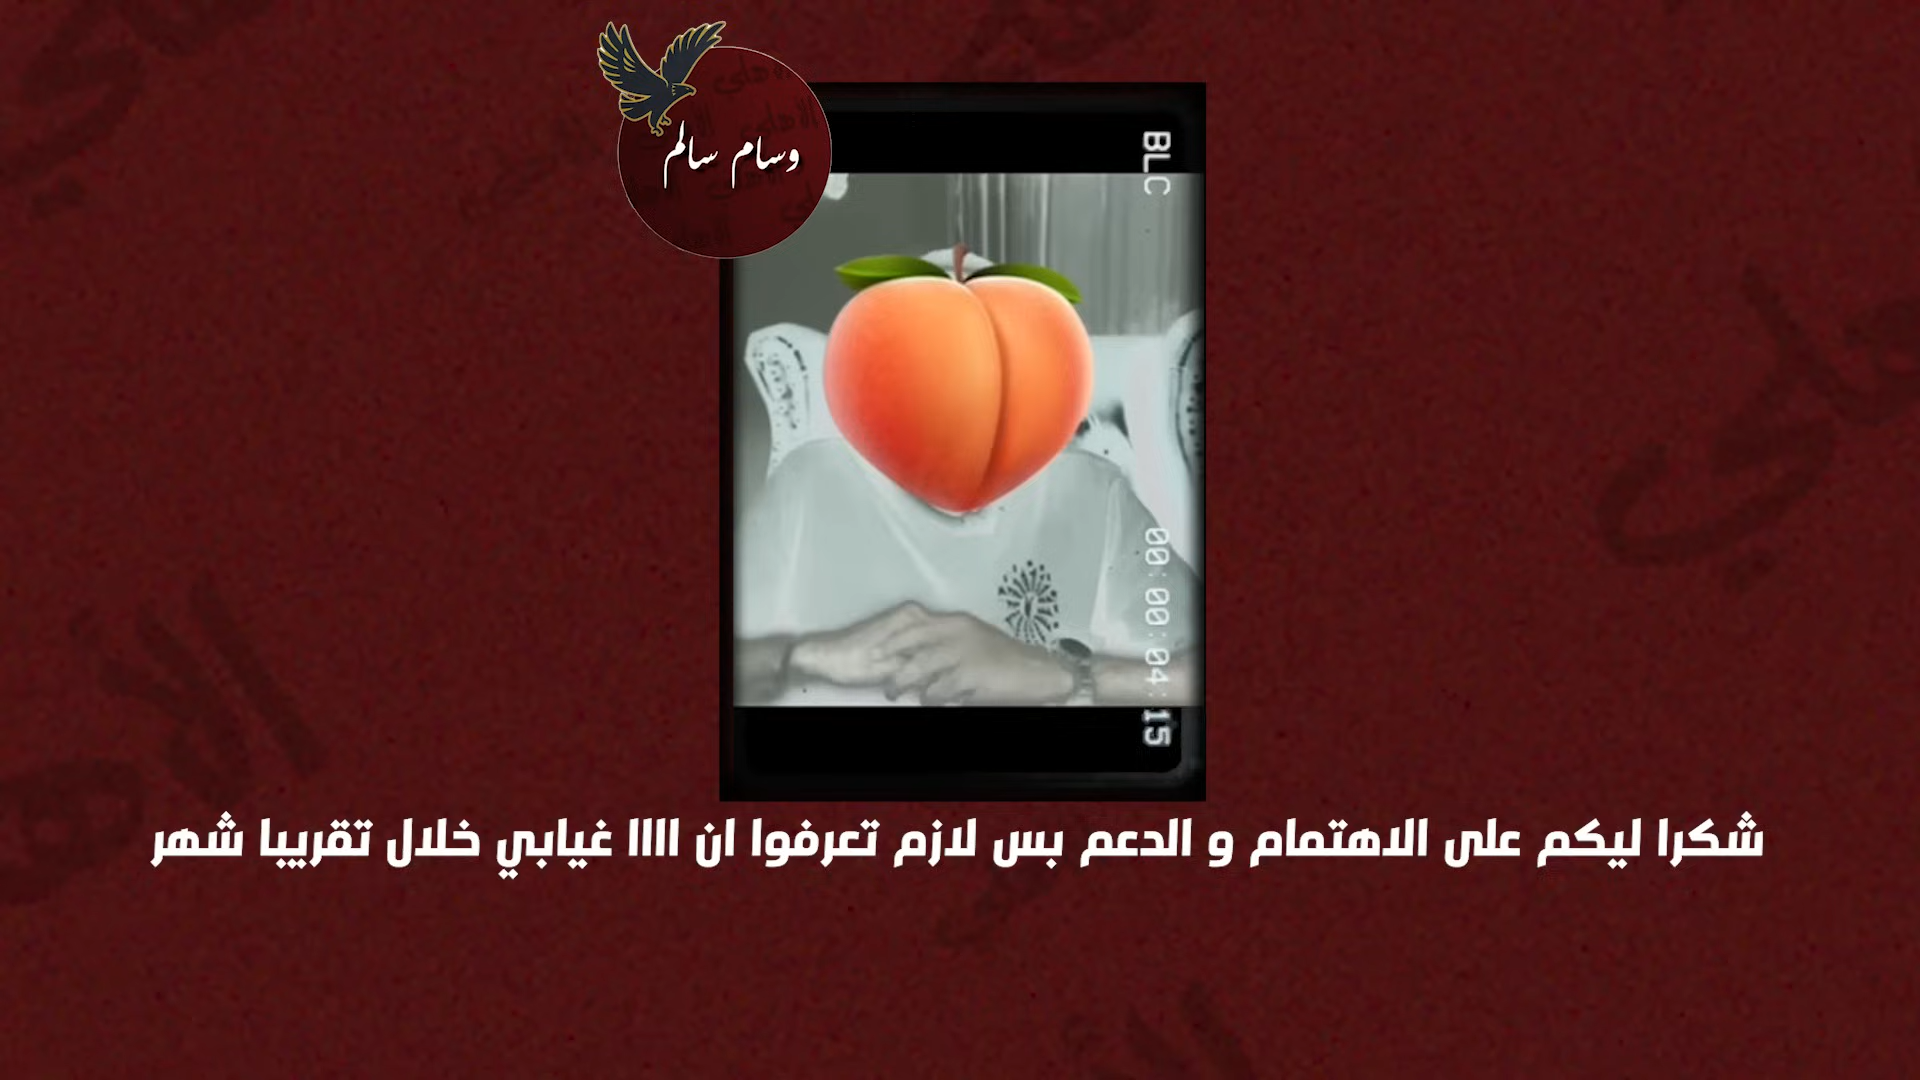 وسام سالم
BLC
00:00:04:15
شكرا ليكم على الاهتمام و الدعم بس لازم تعرفوا ان اااا غيابي خلال تقريبا شهر